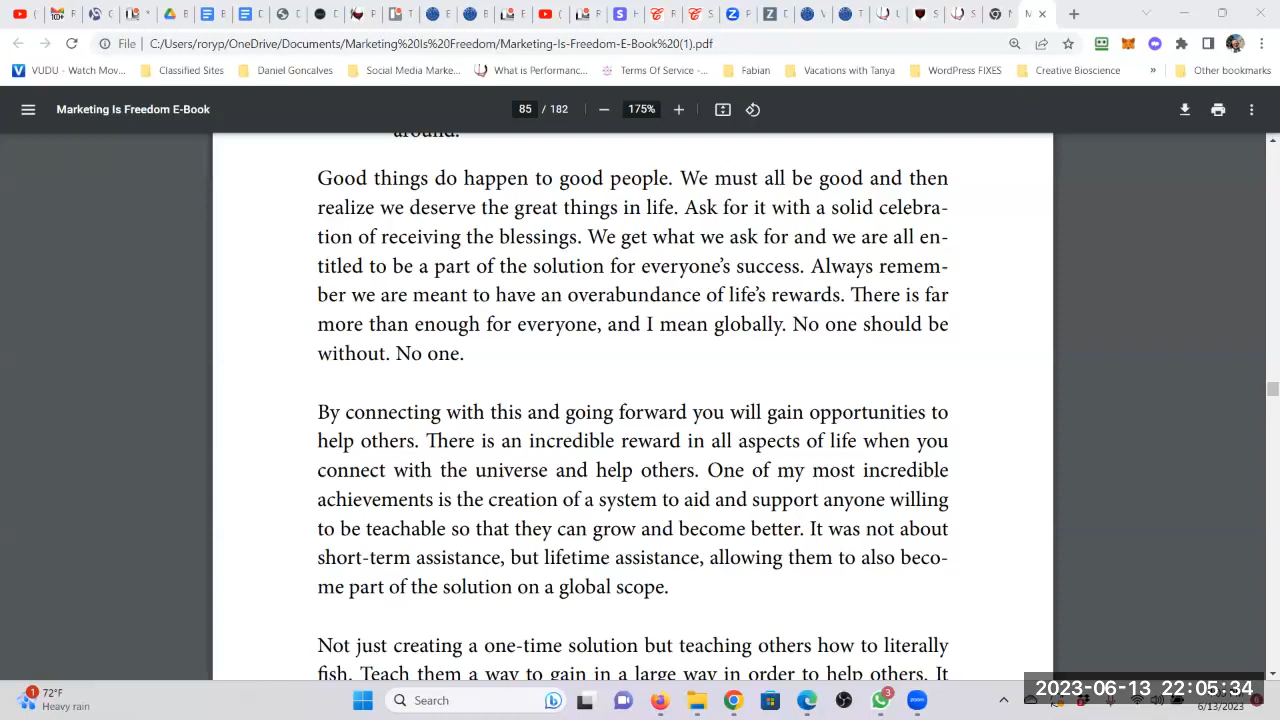 File
C:/Users/roryp/OneDrive/Documents/Marketing%20Is%20Freedom/Marketing-Is-Freedom-E-Book%20(1).pdf
VUDU - Watch Mov...
Classified Sites
Daniel Goncalves
Social Media Marke...
What is Performanc...
Terms Of Service -...
Fabian
Vacations with Tanya
WordPress FIXES
Creative Bioscience
»
Other bookmarks
Marketing Is Freedom E-Book
85 / 182
175%
around.
Good things do happen to good people. We must all be good and then
realize we deserve the great things in life. Ask for it with a solid celebra-
tion of receiving the blessings. We get what we ask for and we are all en-
titled to be a part of the solution for everyone's success. Always remem-
ber we are meant to have an overabundance of life's rewards. There is far
more than enough for everyone, and I mean globally. No one should be
without. No one.
By connecting with this and going forward you will gain opportunities to
help others. There is an incredible reward in all aspects of life when you
connect with the universe and help others. One of my most incredible
achievements is the creation of a system to aid and support anyone willing
to be teachable so that they can grow and become better. It was not about
short-term assistance, but lifetime assistance, allowing them to also beco-
me part of the solution on a global scope.
Not just creating a one-time solution but teaching others how to literally
fish. Teach them a way to gain in a large way in order to help others. It
1
72°F
Heavy rain
Search
3
zoom
2023-06-13 22:05:34
6/13/2023